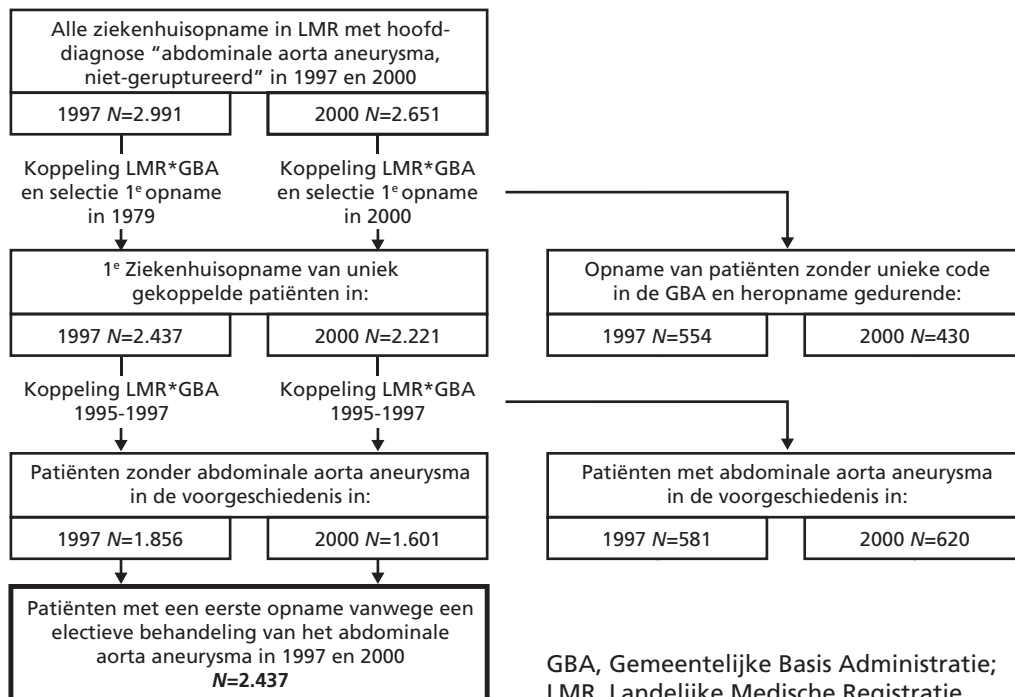 Alle ziekenhuisopname in LMR met hoofd-
diagnose “abdominale aorta aneurysma,
niet-geruptureerd” in 1997 en 2000
1997 N=2.991
2000 N=2.651
Koppeling LMR*GBA
en selectie 1e opname
in 1979
Koppeling LMR*GBA
en selectie 1e opname
in 2000
1e Ziekenhuisopname van uniek
gekoppelde patiënten in:
1997 N=2.437
2000 N=2.221
Opname van patiënten zonder unieke code
in de GBA en heropname gedurende:
1997 N=554
2000 N=430
Koppeling LMR*GBA
1995-1997
Koppeling LMR*GBA
1995-1997
Patiënten zonder abdominale aorta aneurysma
in de voorgeschiedenis in:
1997 N=1.856
2000 N=1.601
Patiënten met abdominale aorta aneurysma
in de voorgeschiedenis in:
1997 N=581
2000 N=620
Patiënten met een eerste opname vanwege een
electieve behandeling van het abdominale
aorta aneurysma in 1997 en 2000
N=2.437
GBA, Gemeentelijke Basis Administratie;
LMR, Landelijke Medische Registratie